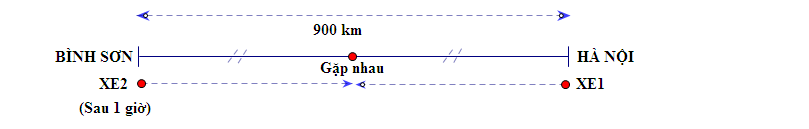 900 km
BÌNH SƠN HÀ NỘI
Gặp nhau
XE2 XE1
(Sau 1 giờ)